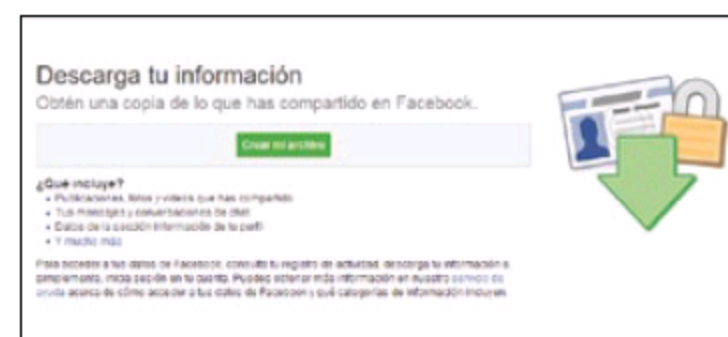 Descarga tu información
Obtén una copia de lo que has compartido en Facebook.
Crear mi archivo
¿Qué incluye?
• Publicaciones, fotos y videos que has compartido
• Tus mensajes y conversaciones de chat
• Datos de la sección Información de tu perfil
• Y mucho más
Para acceder a tus datos de Facebook, consulta tu registro de actividad, descarga tu información o
simplemente, inicia sesión en tu cuenta. Puedes obtener más información en nuestro servicio de
ayuda acerca de cómo acceder a tus datos de Facebook y qué categorías de información incluyen.